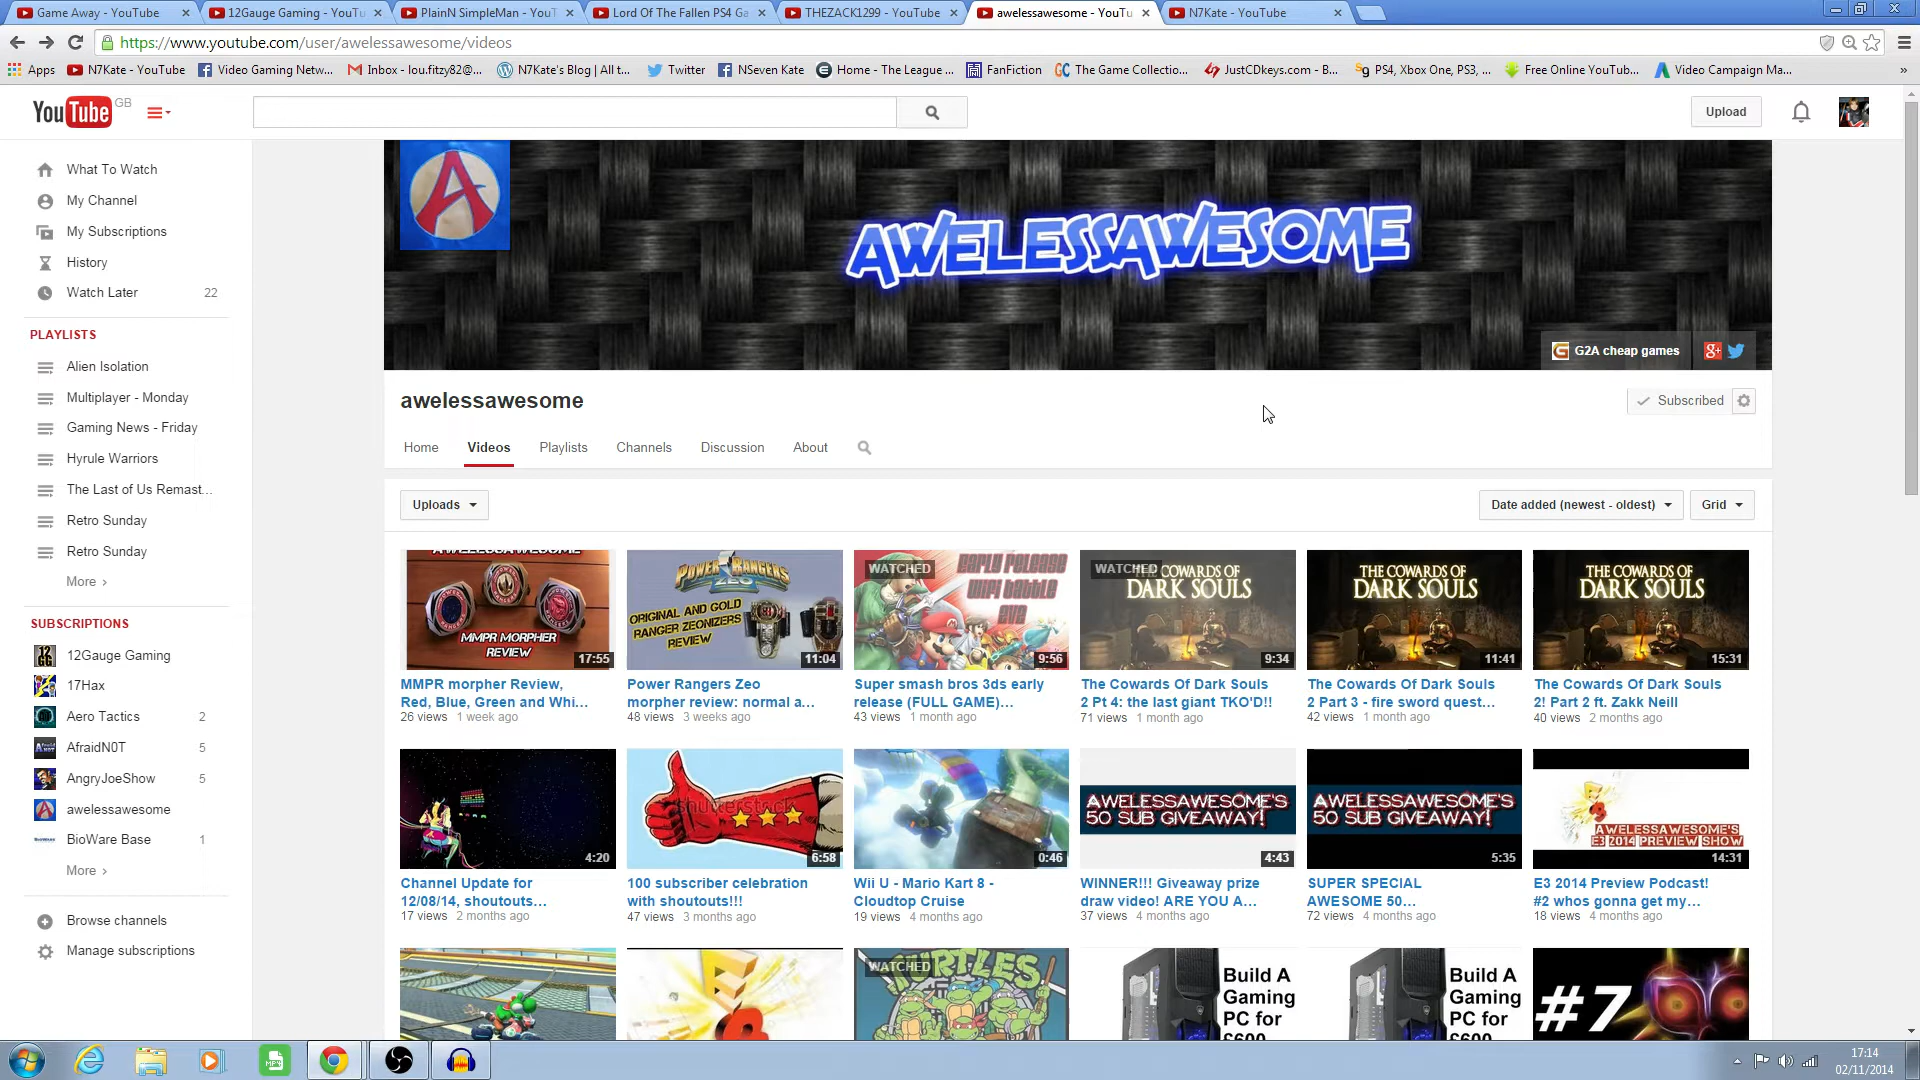 Game Away - YouTube
12Gauge Gaming - YouTu
PlainN SimpleMan - YouT
Lord Of The Fallen PS4 Ga
THEZACK1299 - YouTube
awelessawesome - YouTu
N7Kate - YouTube
https://www.youtube.com/user/awelessawesome/videos
Apps
N7Kate - YouTube
Video Gaming Netw...
Inbox - lou.fitzy82@...
N7Kate's Blog | All t...
Twitter
NSeven Kate
Home - The League ...
FanFiction
The Game Collectio...
JustCDkeys.com - B...
PS4, Xbox One, PS3, ...
Free Online YouTub...
Video Campaign Ma...
YouTube GB
Upload
What To Watch
My Channel
My Subscriptions
History
Watch Later 22
PLAYLISTS
Alien Isolation
Multiplayer - Monday
Gaming News - Friday
Hyrule Warriors
The Last of Us Remast...
Retro Sunday
Retro Sunday
More ›
SUBSCRIPTIONS
12Gauge Gaming
17Hax
Aero Tactics 2
AfraidN0T 5
AngryJoeShow 5
awelessawesome
BioWare Base 1
More ›
Browse channels
Manage subscriptions
AWELESSAWESOME
G2A cheap games
awelessawesome
Subscribed
Home Videos Playlists Channels Discussion About
Uploads
Date added (newest - oldest)
Grid
AWELESSAWESOME
MMPR MORPHER
REVIEW
17:55
MMPR morpher Review,
Red, Blue, Green and Whi...
26 views 1 week ago
POWER RANGERS
ZEO
ORIGINAL AND GOLD
RANGER ZEONIZERS
REVIEW
11:04
Power Rangers Zeo
morpher review: normal a...
48 views 3 weeks ago
WATCHED
EARLY RELEASE
WIFI BATTLE
9:56
Super smash bros 3ds early
release (FULL GAME)...
43 views 1 month ago
WATCHED
THE COWARDS OF
DARK SOULS
9:34
The Cowards Of Dark Souls
2 Pt 4: the last giant TKO'D!!
71 views 1 month ago
THE COWARDS OF
DARK SOULS
11:41
The Cowards Of Dark Souls
2 Part 3 - fire sword quest...
42 views 1 month ago
THE COWARDS OF
DARK SOULS
15:31
The Cowards Of Dark Souls
2! Part 2 ft. Zakk Neill
40 views 2 months ago
4:20
Channel Update for
12/08/14, shoutouts...
17 views 2 months ago
shutterstock
6:58
100 subscriber celebration
with shoutouts!!!
47 views 3 months ago
0:46
Wii U - Mario Kart 8 -
Cloudtop Cruise
19 views 4 months ago
AWELESSAWESOME'S
50 SUB GIVEAWAY!
4:43
WINNER!!! Giveaway prize
draw video! ARE YOU A...
37 views 4 months ago
AWELESSAWESOME'S
50 SUB GIVEAWAY!
5:35
SUPER SPECIAL
AWESOME 50...
72 views 4 months ago
AWELESSAWESOME'S
E3 2014 PREVIEW SHOW
14:31
E3 2014 Preview Podcast!
#2 whos gonna get my...
18 views 4 months ago
WATCHED
TURTLES
Build A
Gaming
PC for
£600
Build A
Gaming
PC for
£600
#7
17:14
02/11/2014